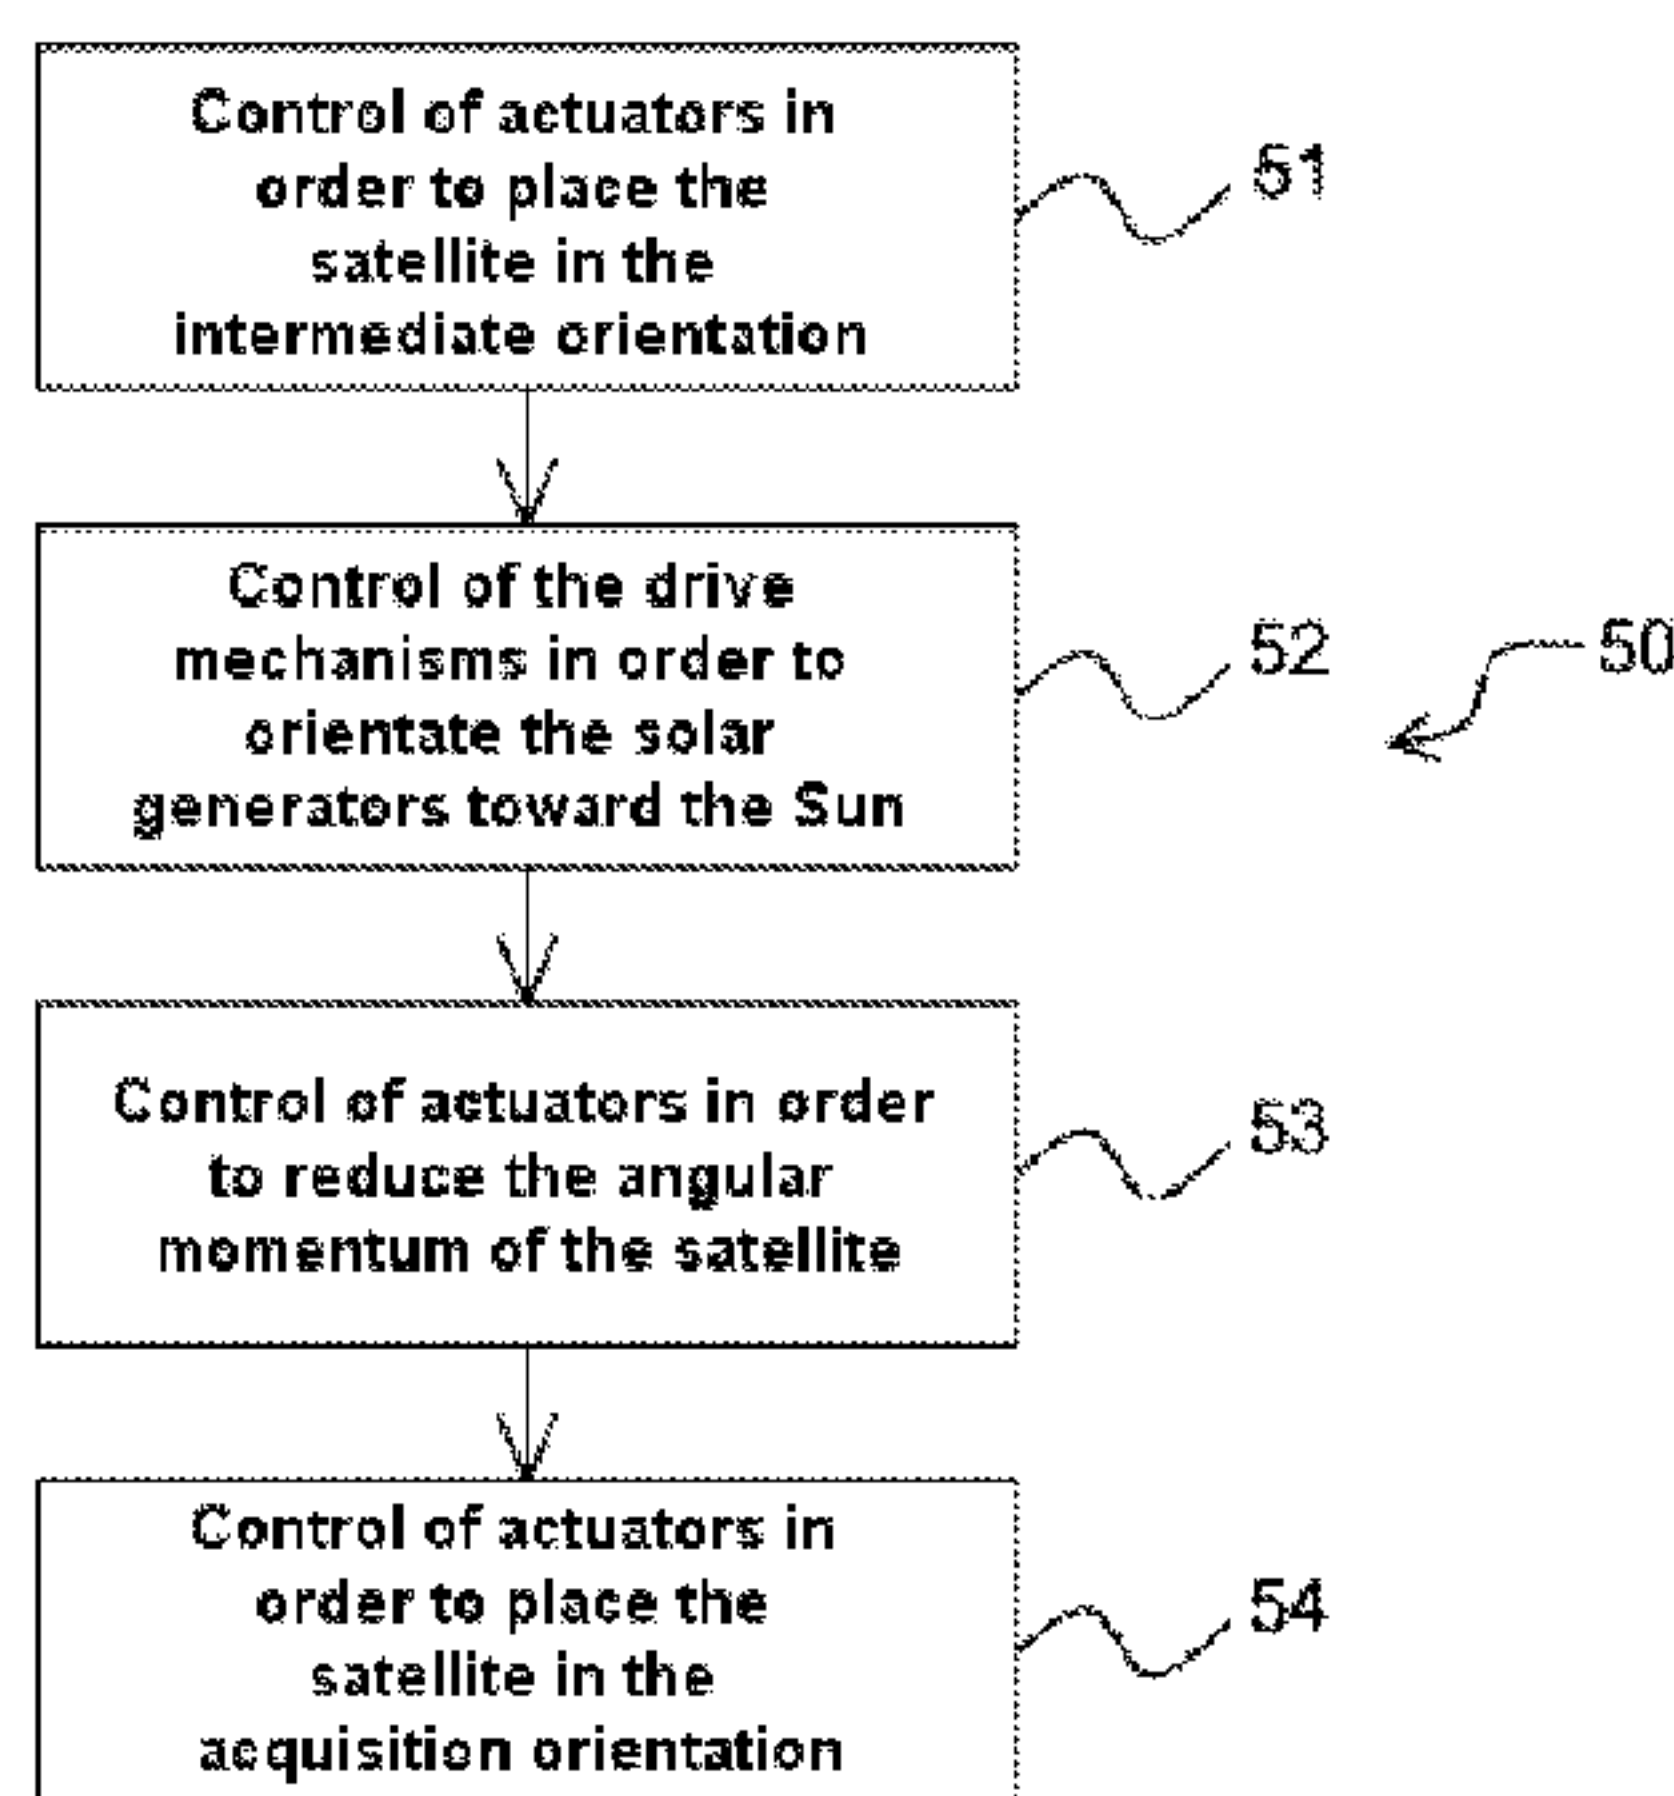 Control of actuators in
order to place the
satellite in the
intermediate orientation
51
Control of the drive
mechanisms in order to
orientate the solar
generators toward the Sun
52
50
Control of actuators in order
to reduce the angular
momentum of the satellite
53
Control of actuators in
order to place the
satellite in the
acquisition orientation
54